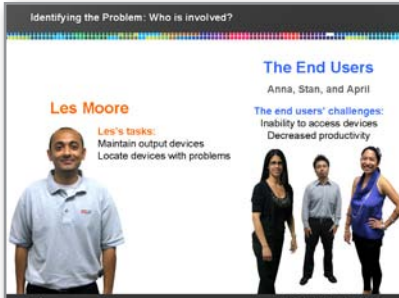 Identifying the Problem: Who is involved?
Les Moore
Les's tasks:
Maintain output devices
Locate devices with problems
The End Users
Anna, Stan, and April
The end users' challenges:
Inability to access devices
Decreased productivity